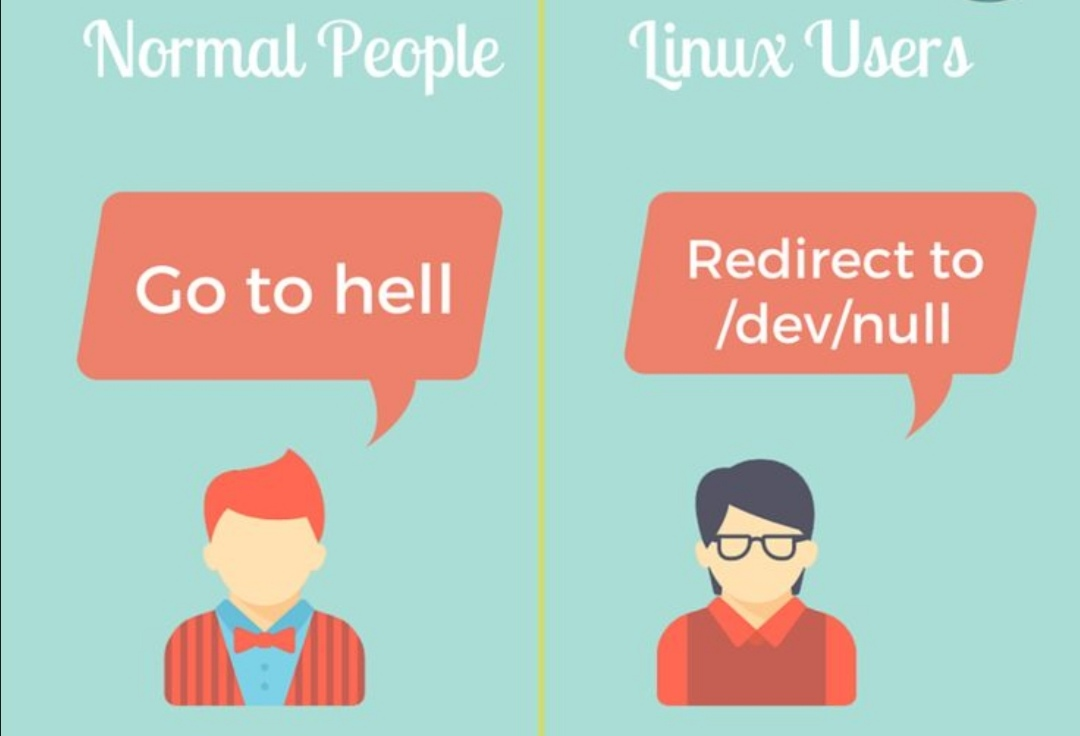 Normal People
Linux Users
Go to hell
Redirect to
/dev/null